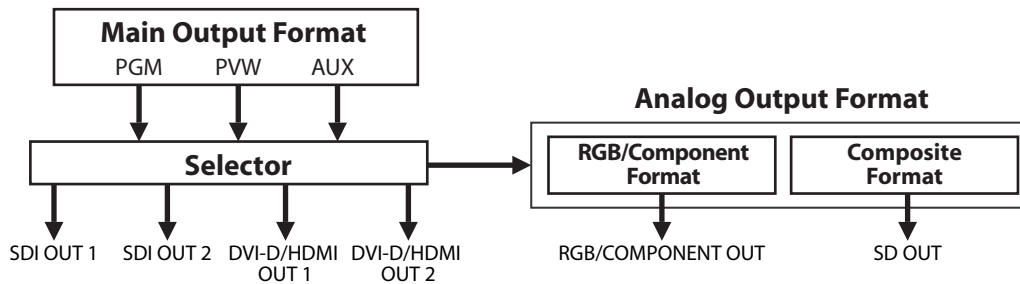 Main Output Format
PGM PVW AUX
Analog Output Format
Selector
RGB/Component
Format
Composite
Format
SDI OUT 1
SDI OUT 2
DVI-D/HDMI
OUT 1
DVI-D/HDMI
OUT 2
RGB/COMPONENT OUT
SD OUT